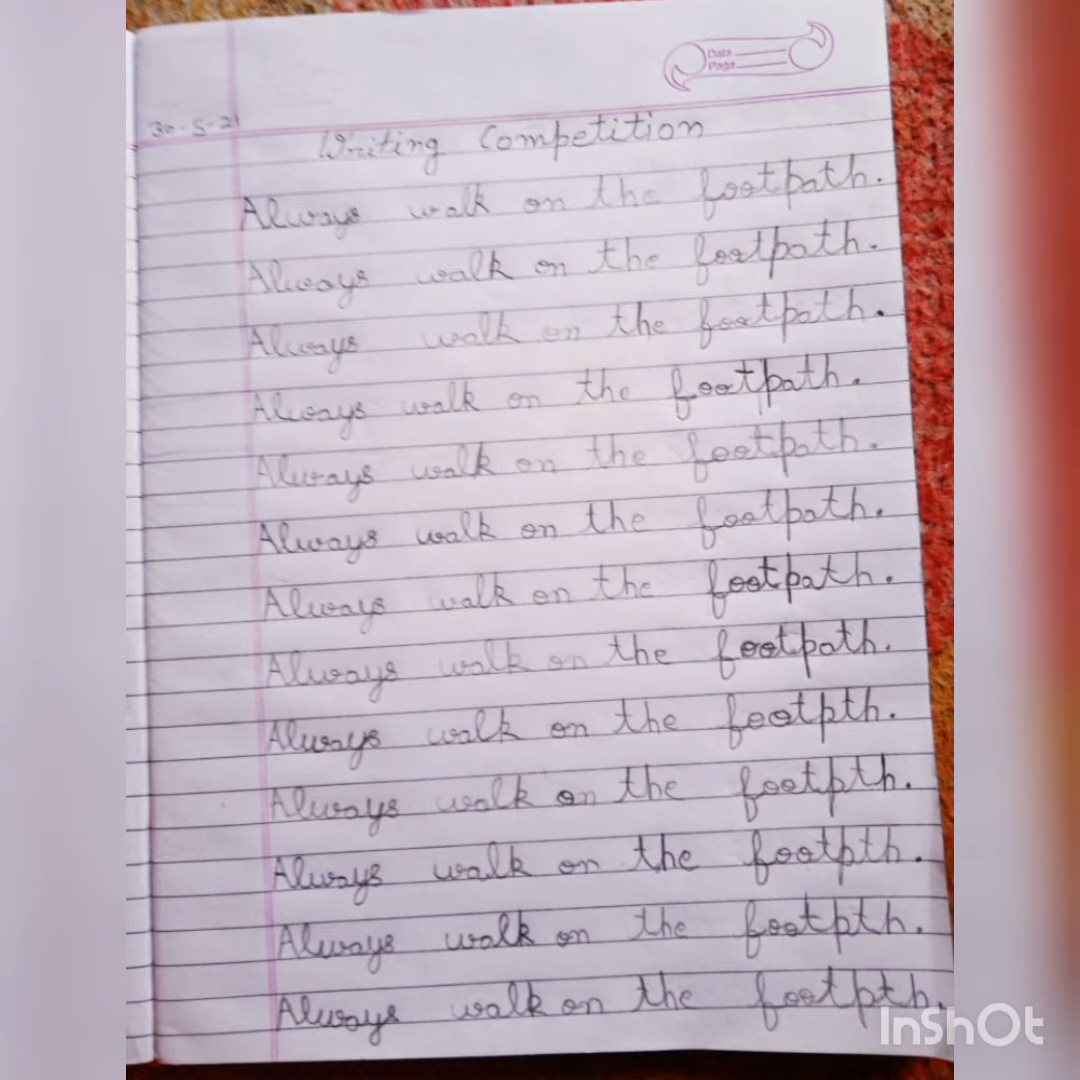 Date
Page
30-5-21
Writing Competition
Always walk on the footpath.
Always walk on the footpath.
Always walk on the footpath.
Always walk on the footpath.
Always walk on the footpath.
Always walk on the footpath.
Always walk on the footpath.
Always walk on the footpath.
Always walk on the footpth.
Always walk on the footpth.
Always walk on the footpth.
Always walk on the footpth.
Always walk on the footpth.
InShOt